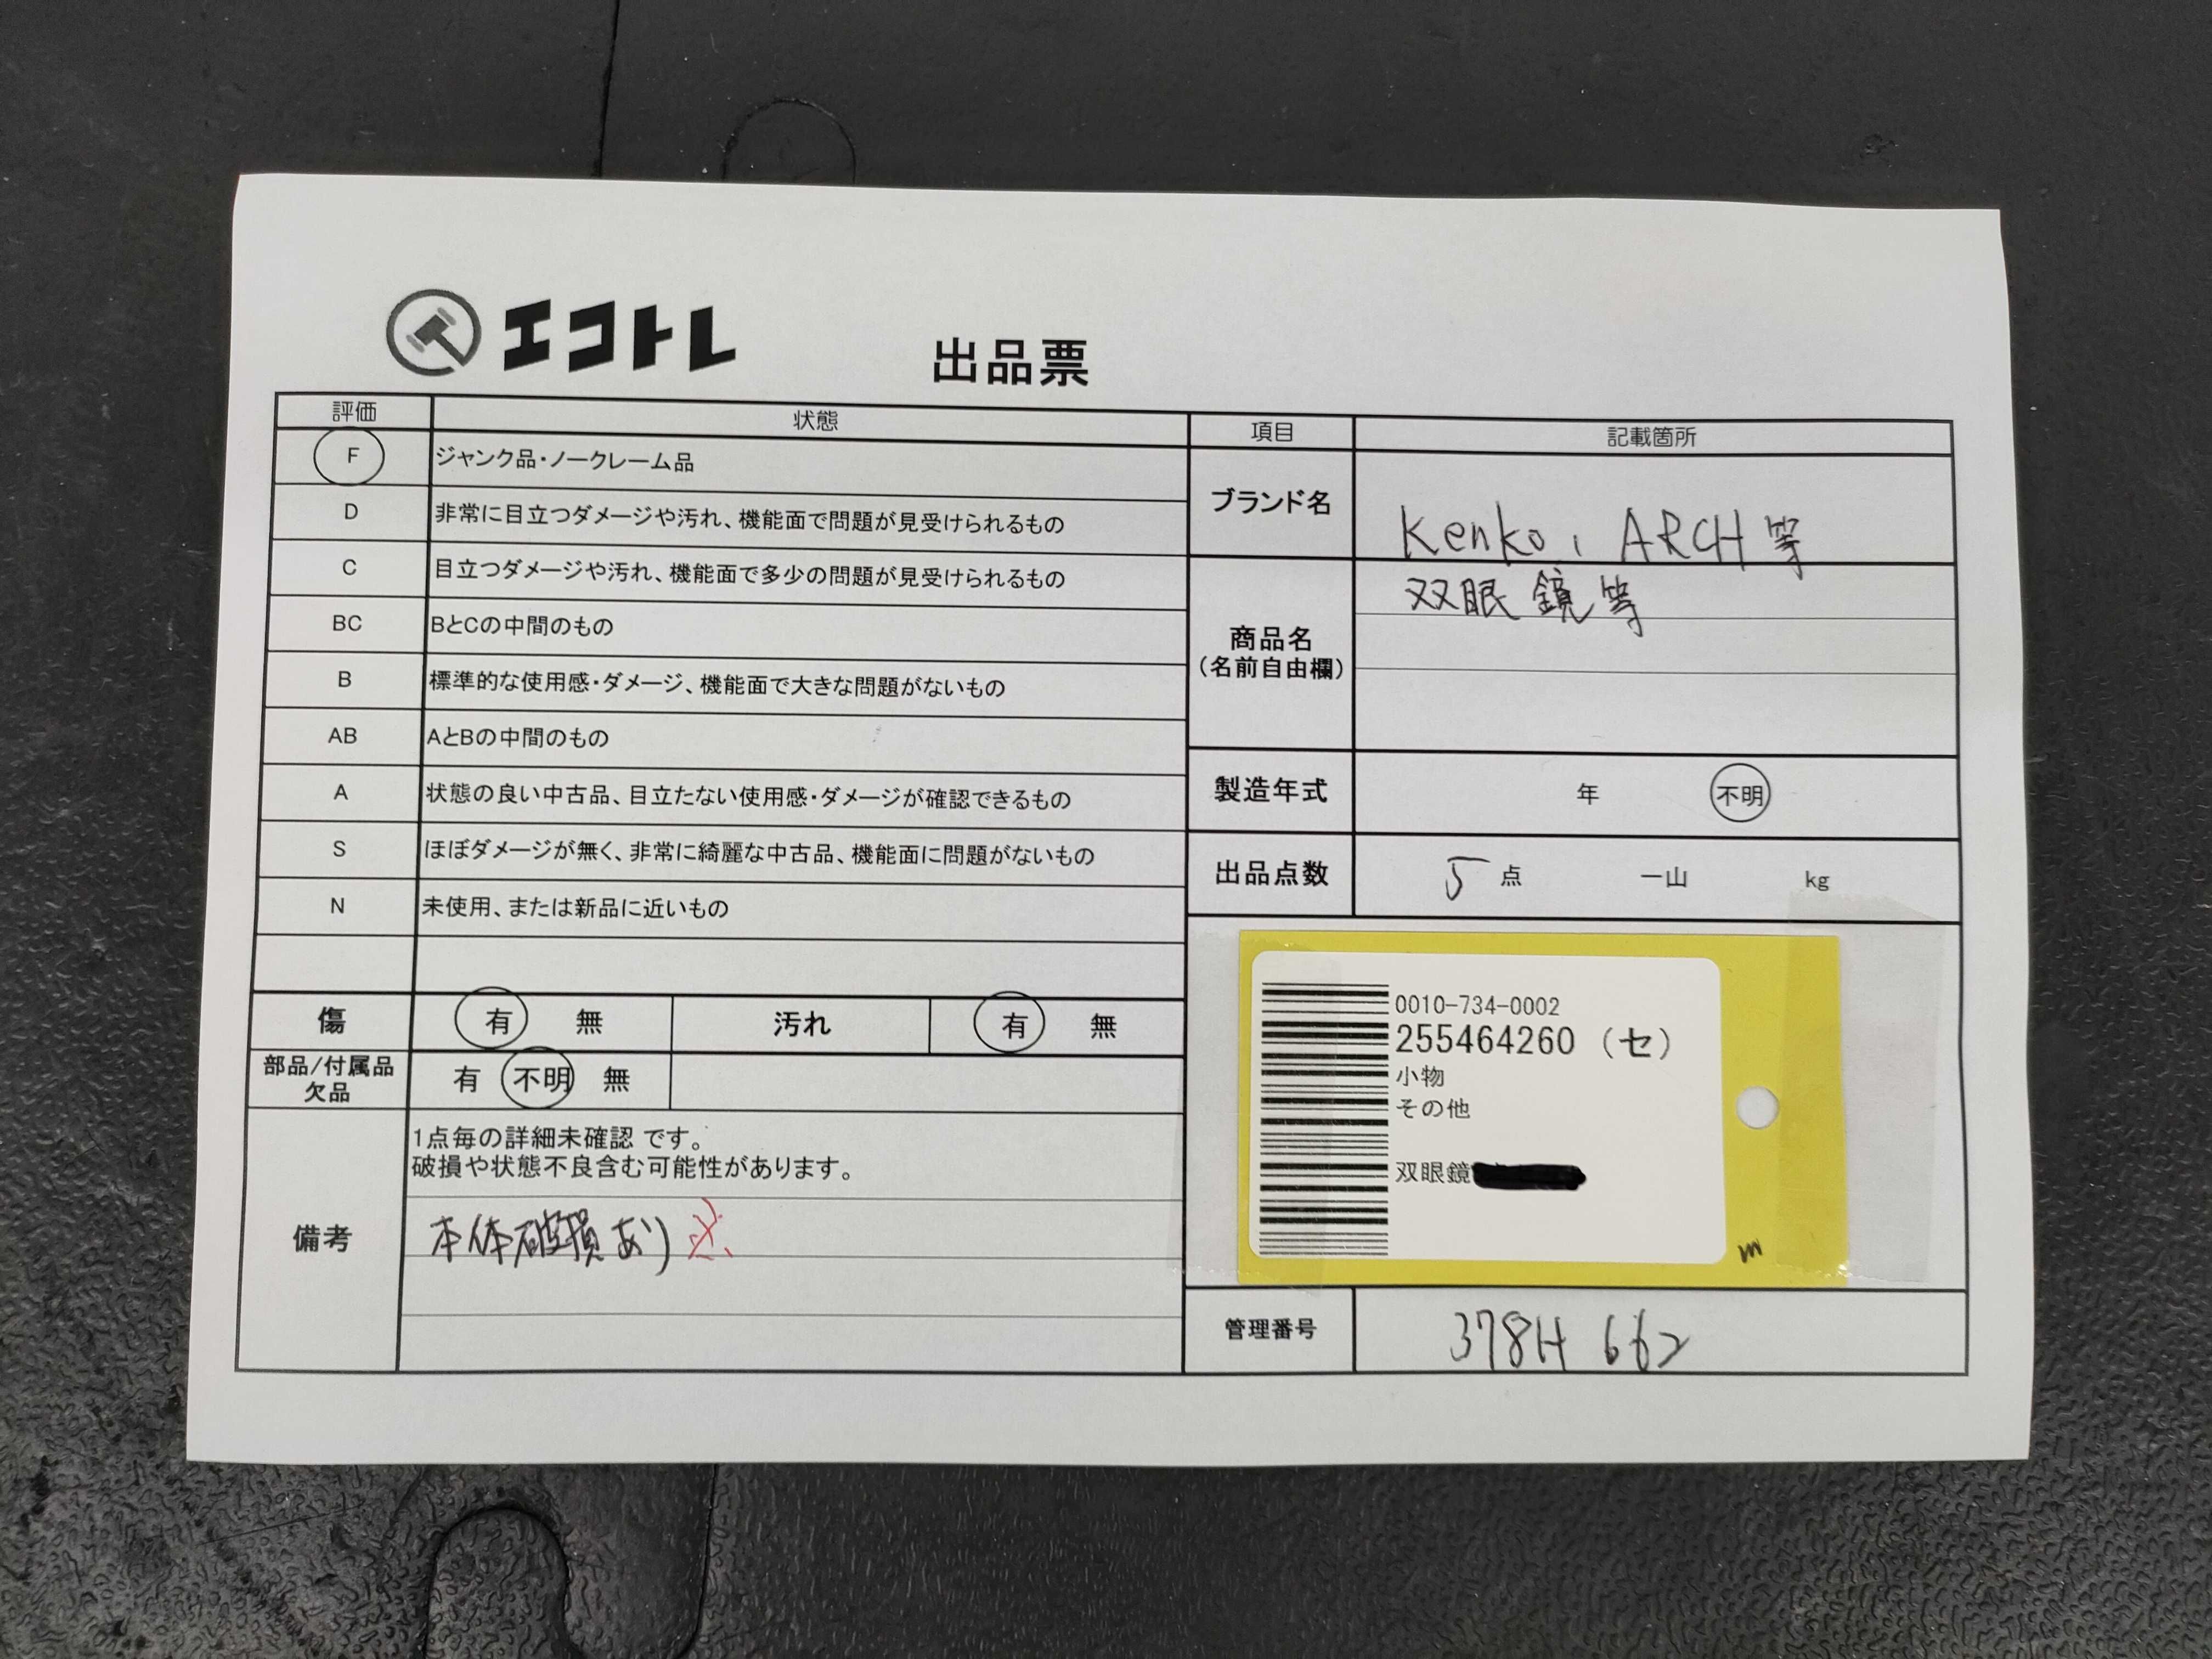 エコトレ
出品票
評価 状態
F ジャンク品・ノークレーム品
D 非常に目立つダメージや汚れ、機能面で問題が見受けられるもの
C 目立つダメージや汚れ、機能面で多少の問題が見受けられるもの
BC BとCの中間のもの
B 標準的な使用感・ダメージ、機能面で大きな問題がないもの
AB AとBの中間のもの
A 状態の良い中古品、目立たない使用感・ダメージが確認できるもの
S ほぼダメージが無く、非常に綺麗な中古品、機能面に問題がないもの
N 未使用、または新品に近いもの
傷 有 無 汚れ 有 無
部品/付属品
欠品
有 不明 無
備考
1点毎の詳細未確認 です。
破損や状態不良含む可能性があります。
本体破損あり
項目 記載箇所
ブランド名 Kenko、ARCH等
商品名
(名前自由欄)
双眼鏡等
製造年式 年 不明
出品点数 5 点 一山 kg
0010-734-0002
255464260 (セ)
小物
その他
双眼鏡
m
管理番号 378H 662